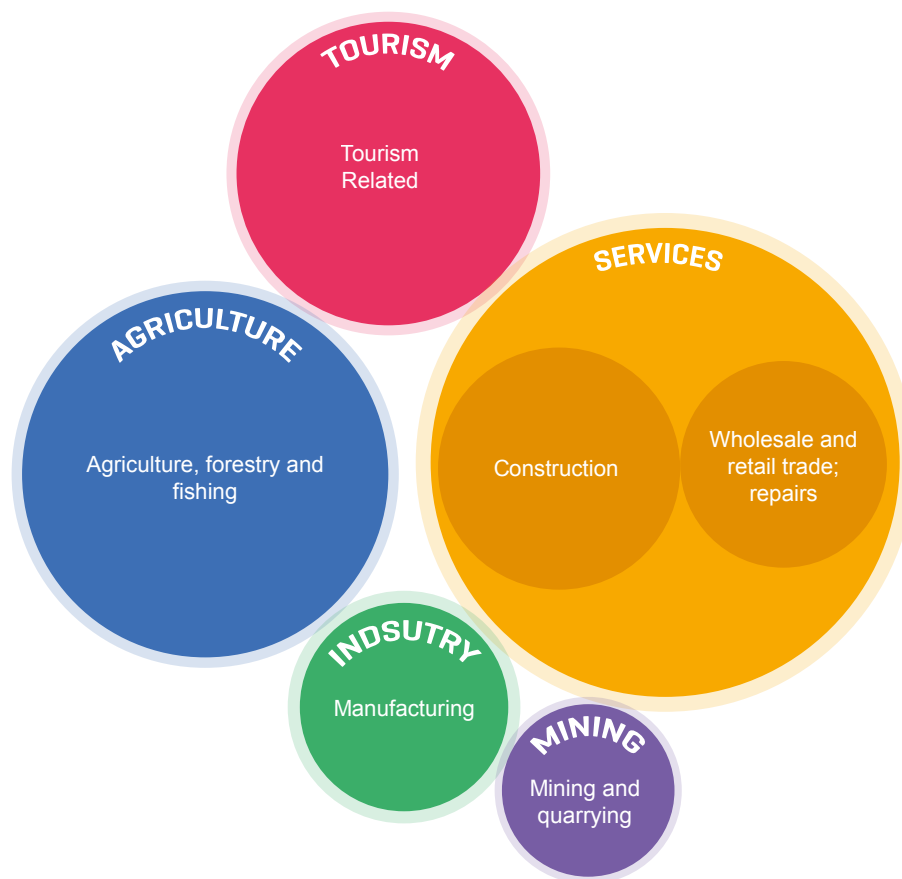 TOURISM
Tourism
Related
SERVICES
Construction
Wholesale and
retail trade;
repairs
AGRICULTURE
Agriculture, forestry and
fishing
INDSUTRY
Manufacturing
MINING
Mining and
quarrying